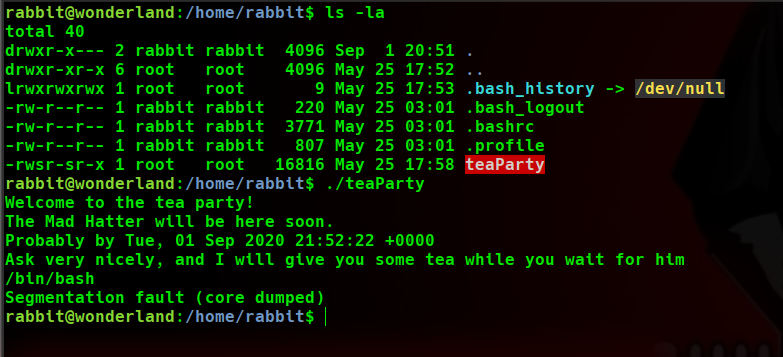 rabbit@wonderland:/home/rabbit$ ls -la
total 40
drwxr-x--- 2 rabbit rabbit  4096 Sep  1 20:51 .
drwxr-xr-x 6 root   root    4096 May 25 17:52 ..
lrwxrwxrwx 1 root   root       9 May 25 17:53 .bash_history -> /dev/null
-rw-r--r-- 1 rabbit rabbit   220 May 25 03:01 .bash_logout
-rw-r--r-- 1 rabbit rabbit  3771 May 25 03:01 .bashrc
-rw-r--r-- 1 rabbit rabbit   807 May 25 03:01 .profile
-rwsr-sr-x 1 root   root   16816 May 25 17:58 teaParty
rabbit@wonderland:/home/rabbit$ ./teaParty
Welcome to the tea party!
The Mad Hatter will be here soon.
Probably by Tue, 01 Sep 2020 21:52:22 +0000
Ask very nicely, and I will give you some tea while you wait for him
/bin/bash
Segmentation fault (core dumped)
rabbit@wonderland:/home/rabbit$